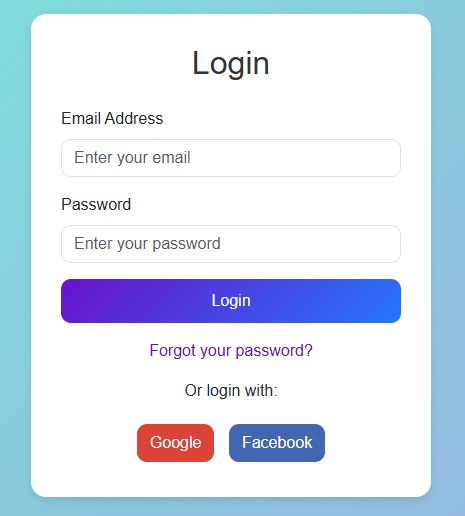 Login
Email Address
Enter your email
Password
Enter your password
Login
Forgot your password?
Or login with:
Google Facebook